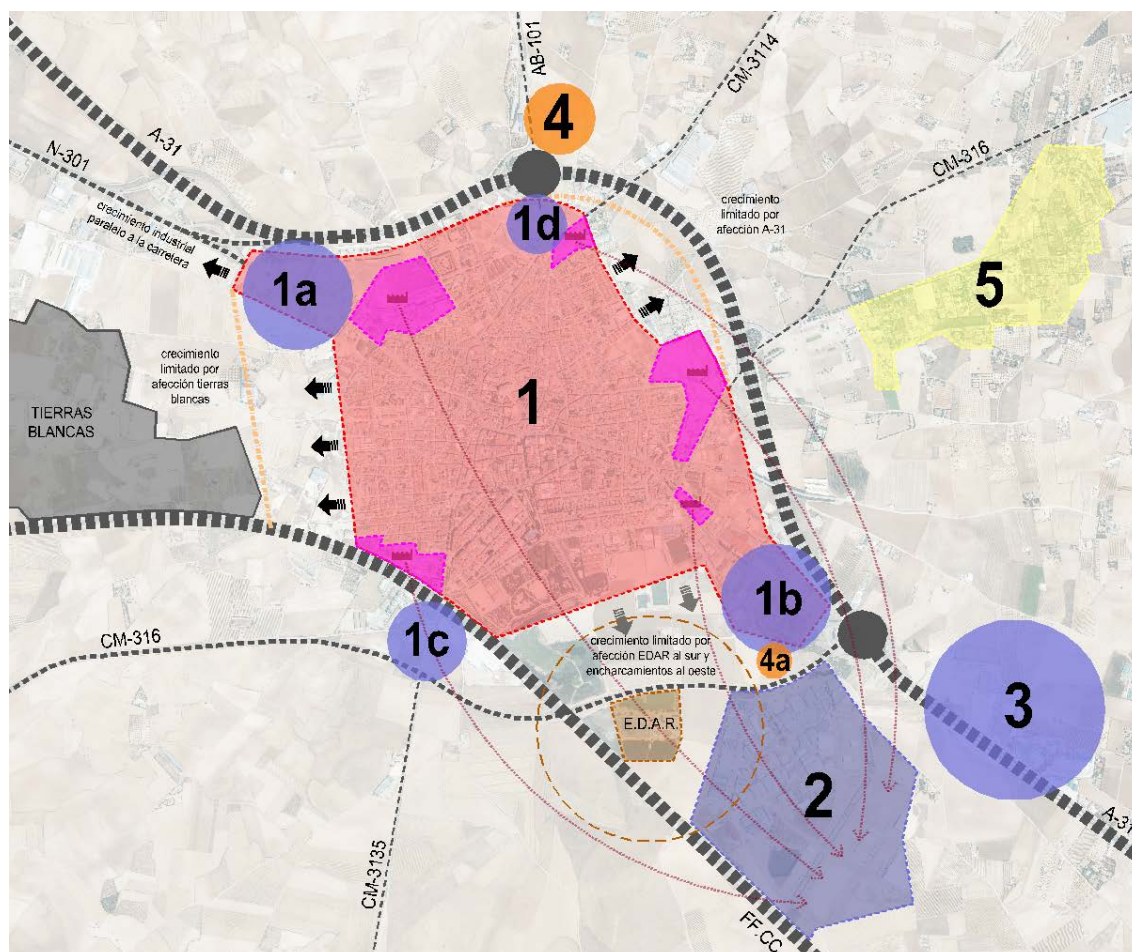 AB-101
CM-3114
4
A-31
N-301
CM-316
crecimiento industrial
paralelo a la carretera
1d
crecimiento
limitado por
afección A-31
1a
5
crecimiento
limitado por
afección tierras
blancas
1
TIERRAS
BLANCAS
1b
1c
CM-316
crecimiento limitado por
afección EDAR al sur y
encharcamientos al oeste
4a
3
E.D.A.R.
2
A-31
CM-3135
FF.CC